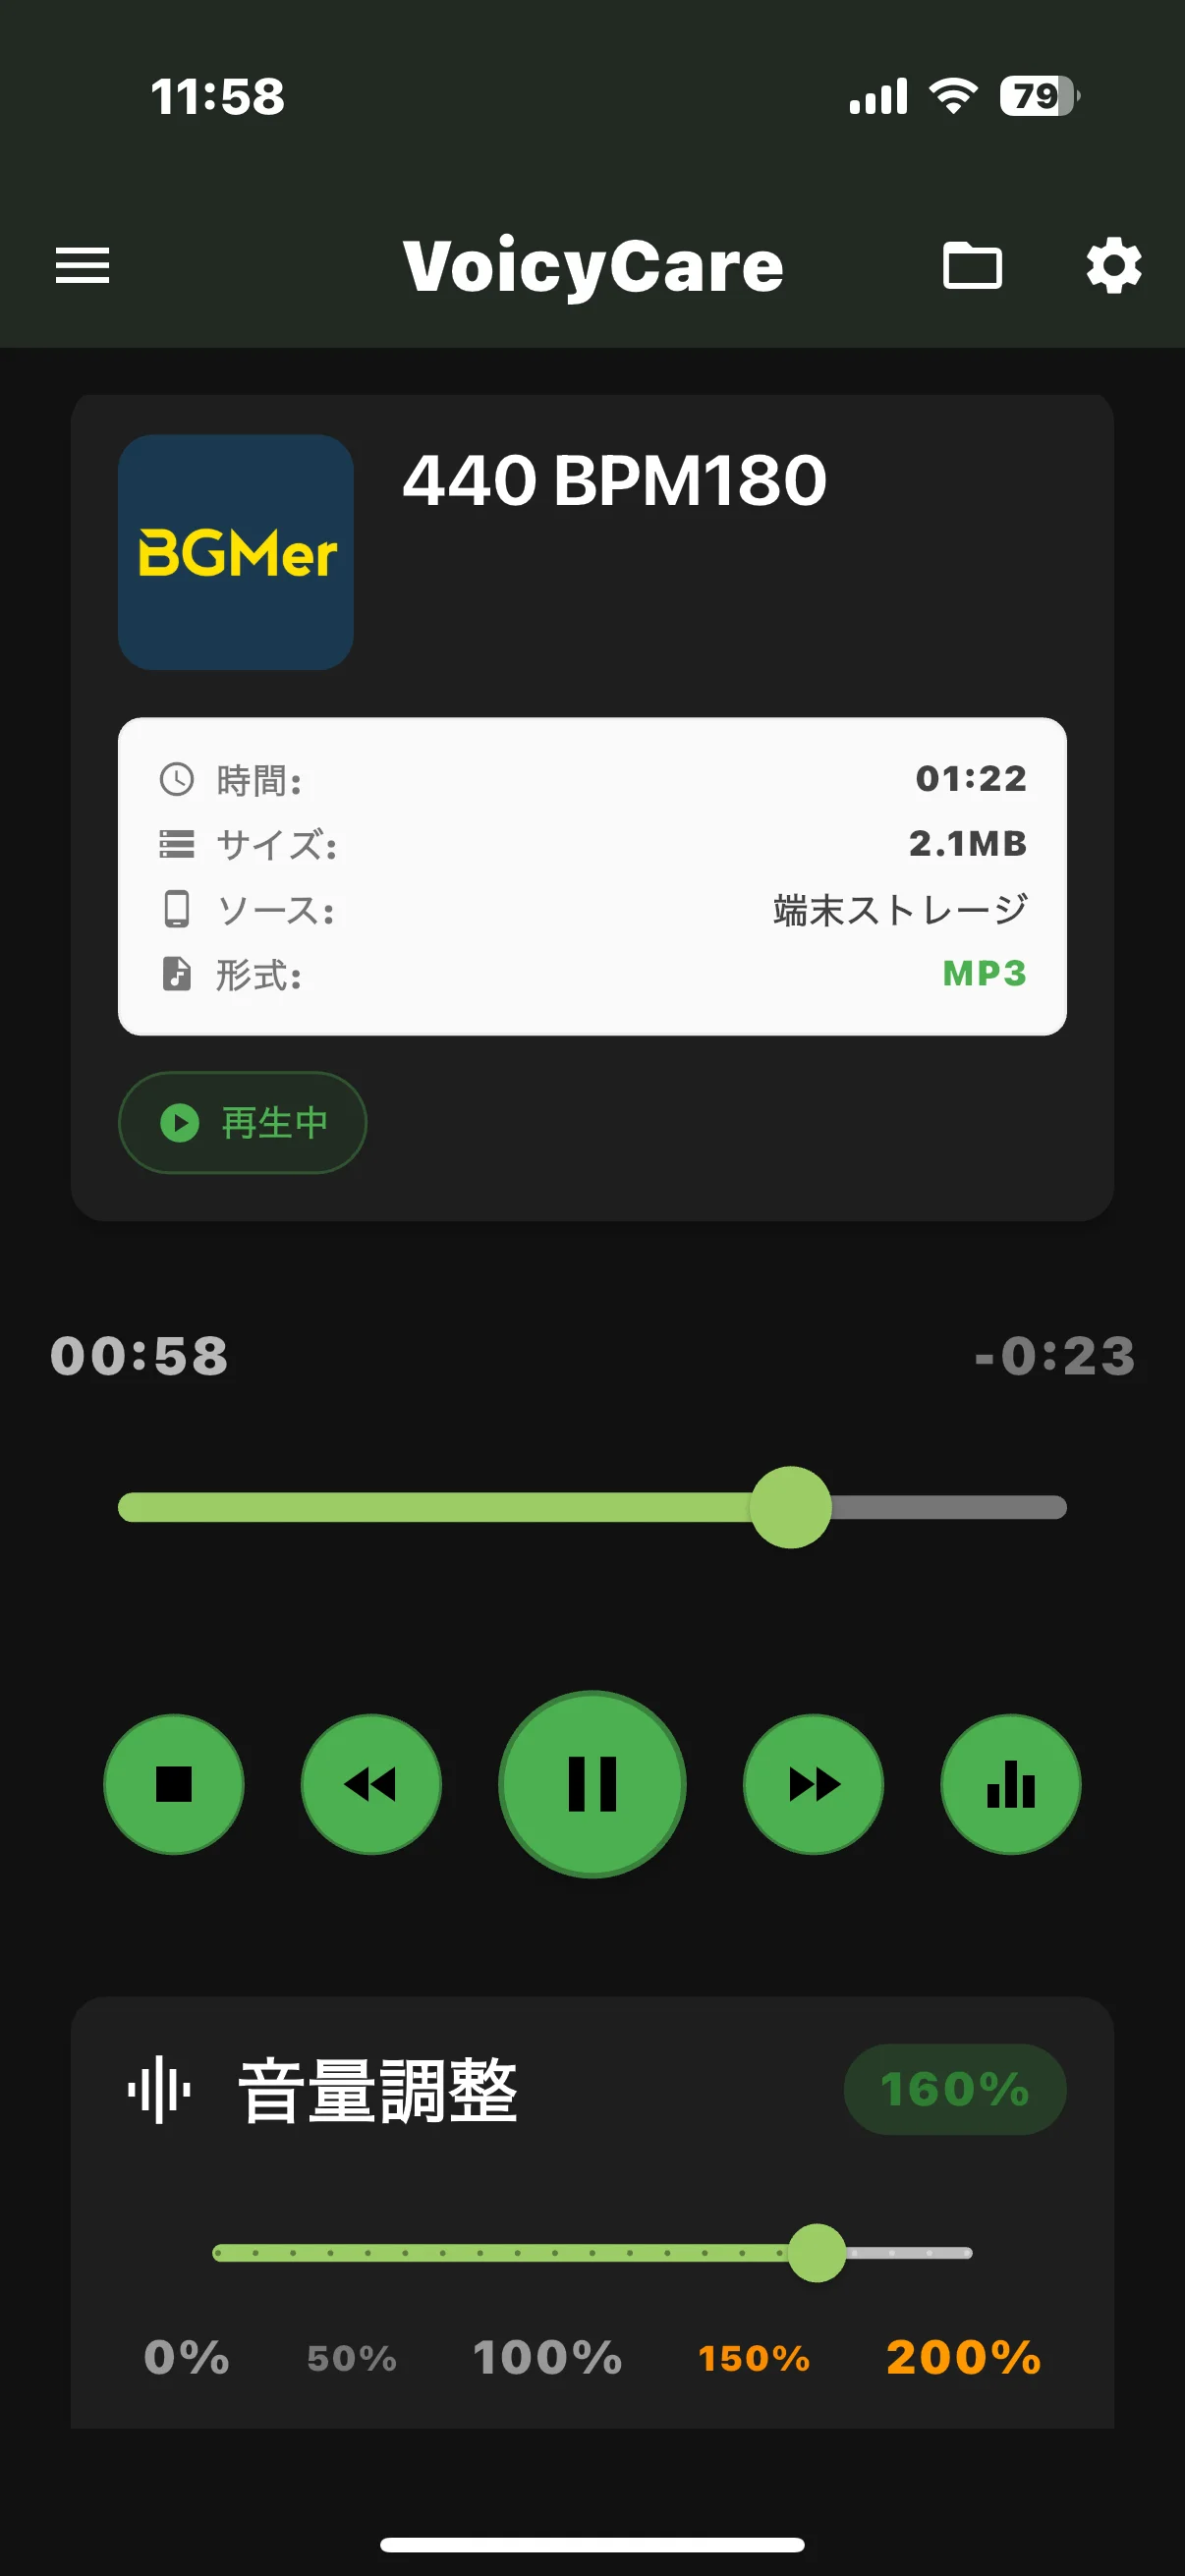 11:58
79
VoicyCare
BGMer
440 BPM180
時間: 01:22
サイズ: 2.1MB
ソース: 端末ストレージ
形式: MP3
再生中
00:58 -0:23
音量調整 160%
0% 50% 100% 150% 200%